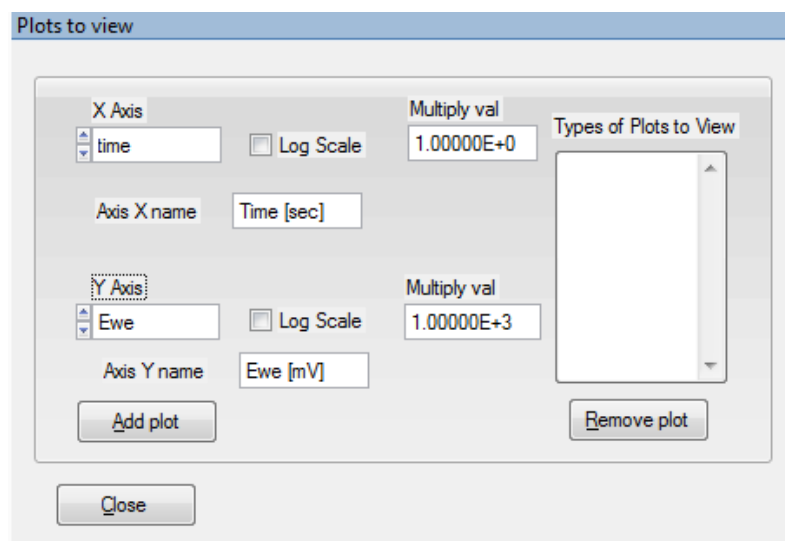 Plots to view
X Axis
Multiply val
Types of Plots to View
time
Log Scale
1.00000E+0
Axis X name
Time [sec]
Y Axis
Multiply val
Ewe
Log Scale
1.00000E+3
Axis Y name
Ewe [mV]
Add plot
Remove plot
Close